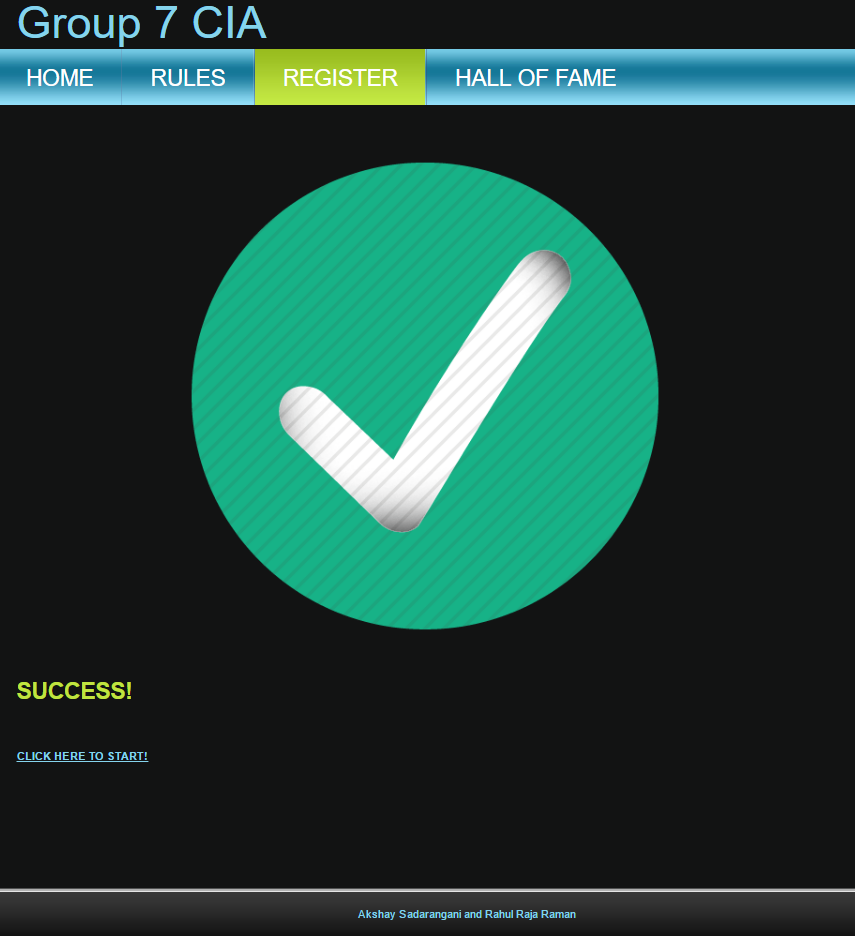 Group 7 CIA
HOME RULES REGISTER HALL OF FAME
SUCCESS!
CLICK HERE TO START!
Akshay Sadarangani and Rahul Raja Raman